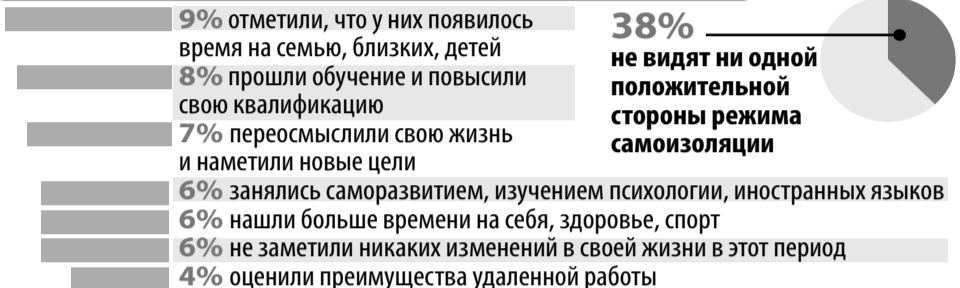 9% отметили, что у них появилось
время на семью, близких, детей
8% прошли обучение и повысили
свою квалификацию
7% переосмыслили свою жизнь
и наметили новые цели
6% занялись саморазвитием, изучением психологии, иностранных языков
6% нашли больше времени на себя, здоровье, спорт
6% не заметили никаких изменений в своей жизни в этот период
4% оценили преимущества удаленной работы
38%
не видят ни одной
положительной
стороны режима
самоизоляции